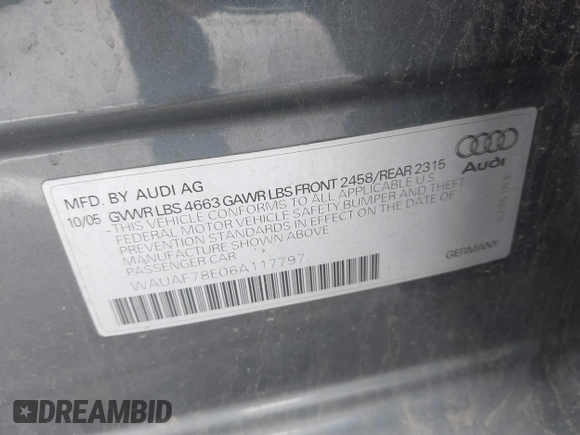 MFD. BY AUDI AG
10/05 GVWR LBS 4663 GAWR LBS FRONT 2458/REAR 2315
-THIS VEHICLE CONFORMS TO ALL APPLICABLE U.S.
FEDERAL MOTOR VEHICLE SAFETY BUMPER AND THEFT
PREVENTION STANDARDS IN EFFECT ON THE DATE OF
MANUFACTURE SHOWN ABOVE
PASSENGER CAR
WAUAF78E06A117797
Audi
GERMANY
DREAMBID